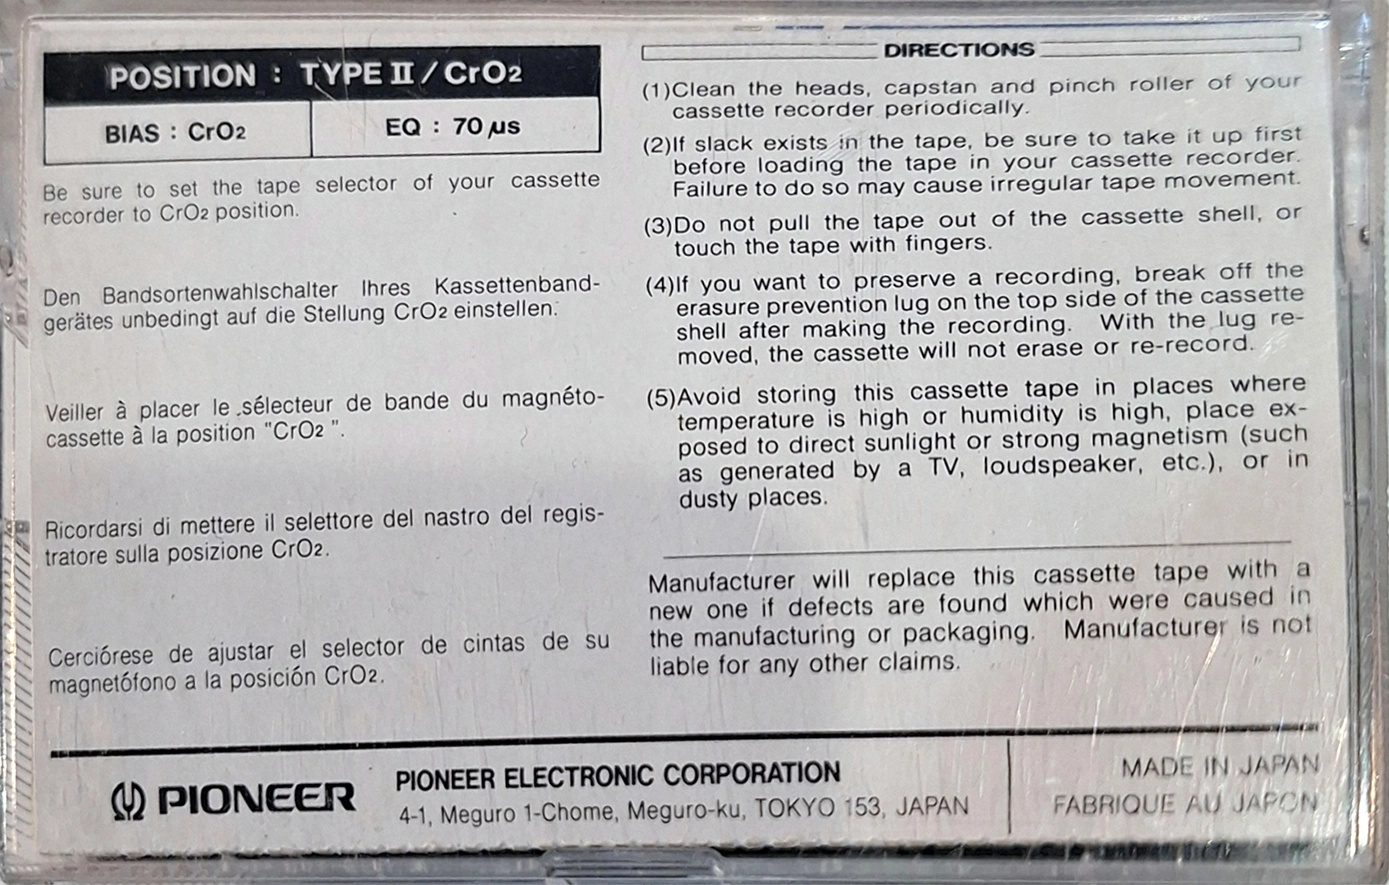 POSITION : TYPE II / CrO2
BIAS : CrO2
EQ : 70 µs
Be sure to set the tape selector of your cassette
recorder to CrO2 position.
Den Bandsortenwahlschalter Ihres Kassettenband-
gerätes unbedingt auf die Stellung CrO2 einstellen.
Veiller à placer le sélecteur de bande du magnéto-
cassette à la position "CrO2 ".
Ricordarsi di mettere il selettore del nastro del regis-
tratore sulla posizione CrO2.
Cerciórese de ajustar el selector de cintas de su
magnetófono a la posición CrO2.
DIRECTIONS
(1)Clean the heads, capstan and pinch roller of your
cassette recorder periodically.
(2)If slack exists in the tape, be sure to take it up first
before loading the tape in your cassette recorder.
Failure to do so may cause irregular tape movement.
(3)Do not pull the tape out of the cassette shell, or
touch the tape with fingers.
(4)If you want to preserve a recording, break off the
erasure prevention lug on the top side of the cassette
shell after making the recording. With the lug re-
moved, the cassette will not erase or re-record.
(5)Avoid storing this cassette tape in places where
temperature is high or humidity is high, place ex-
posed to direct sunlight or strong magnetism (such
as generated by a TV, loudspeaker, etc.), or in
dusty places.
Manufacturer will replace this cassette tape with a
new one if defects are found which were caused in
the manufacturing or packaging. Manufacturer is not
liable for any other claims.
PIONEER
PIONEER ELECTRONIC CORPORATION
4-1, Meguro 1-Chome, Meguro-ku, TOKYO 153, JAPAN
MADE IN JAPAN
FABRIQUE AU JAPON